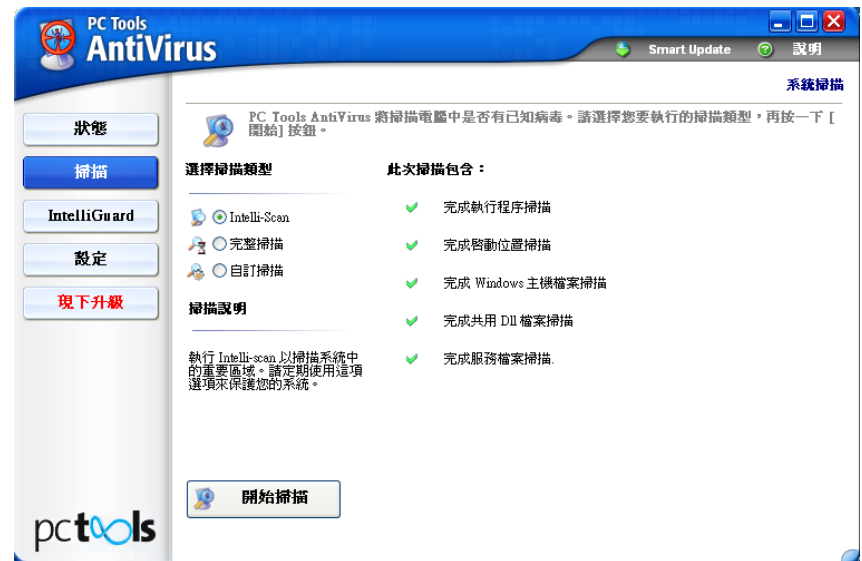 PC Tools
AntiVirus
Smart Update
說明
系統掃描
狀態
掃描
IntelliGuard
設定
現下升級
PC Tools AntiVirus 將掃描電腦中是否有已知病毒。請選擇您要執行的掃描類型，再按一下 [
開始] 按鈕。
選擇掃描類型
Intelli-Scan
完整掃描
自訂掃描
掃描說明
執行 Intelli-scan 以掃描系統中
的重要區域。請定期使用這項
選項來保護您的系統。
此次掃描包含：
完成執行程序掃描
完成啟動位置掃描
完成 Windows 主機檔案掃描
完成共用 Dll 檔案掃描
完成服務檔案掃描.
開始掃描
pctools